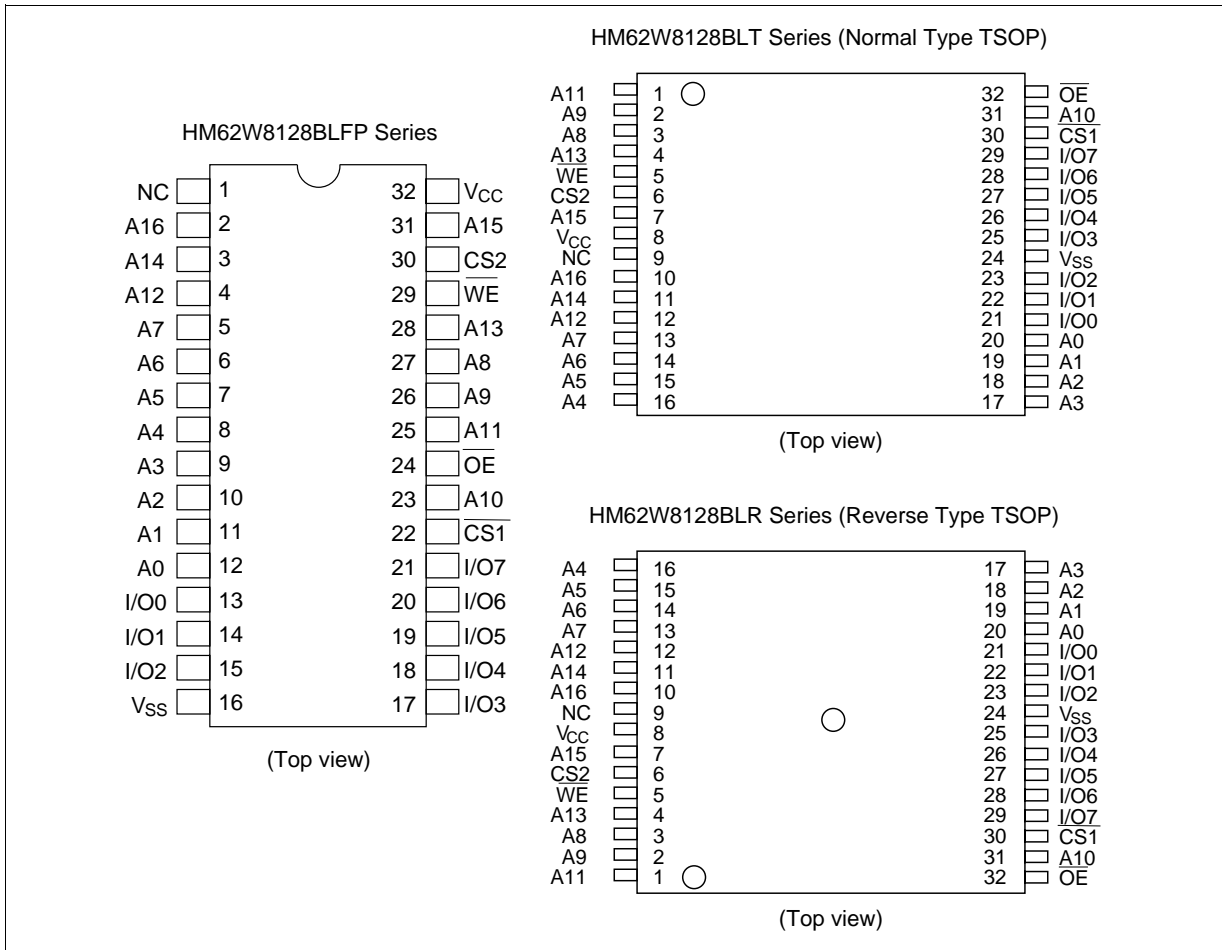 HM62W8128BLFP Series
NC 1 32 VCC
A16 2 31 A15
A14 3 30 CS2
A12 4 29 W̅E̅
A7 5 28 A13
A6 6 27 A8
A5 7 26 A9
A4 8 25 A11
A3 9 24 O̅E̅
A2 10 23 A10
A1 11 22 C̅S̅1̅
A0 12 21 I/O7
I/O0 13 20 I/O6
I/O1 14 19 I/O5
I/O2 15 18 I/O4
VSS 16 17 I/O3
(Top view)
HM62W8128BLT Series (Normal Type TSOP)
A11 1 32 O̅E̅
A9 2 31 A10
A8 3 30 C̅S̅1̅
A13 4 29 I/O7
W̅E̅ 5 28 I/O6
CS2 6 27 I/O5
A15 7 26 I/O4
VCC 8 25 I/O3
NC 9 24 VSS
A16 10 23 I/O2
A14 11 22 I/O1
A12 12 21 I/O0
A7 13 20 A0
A6 14 19 A1
A5 15 18 A2
A4 16 17 A3
(Top view)
HM62W8128BLR Series (Reverse Type TSOP)
A4 16 17 A3
A5 15 18 A2
A6 14 19 A1
A7 13 20 A0
A12 12 21 I/O0
A14 11 22 I/O1
A16 10 23 I/O2
NC 9 24 VSS
VCC 8 25 I/O3
A15 7 26 I/O4
CS2 6 27 I/O5
W̅E̅ 5 28 I/O6
A13 4 29 I/O7
A8 3 30 C̅S̅1̅
A9 2 31 A10
A11 1 32 O̅E̅
(Top view)